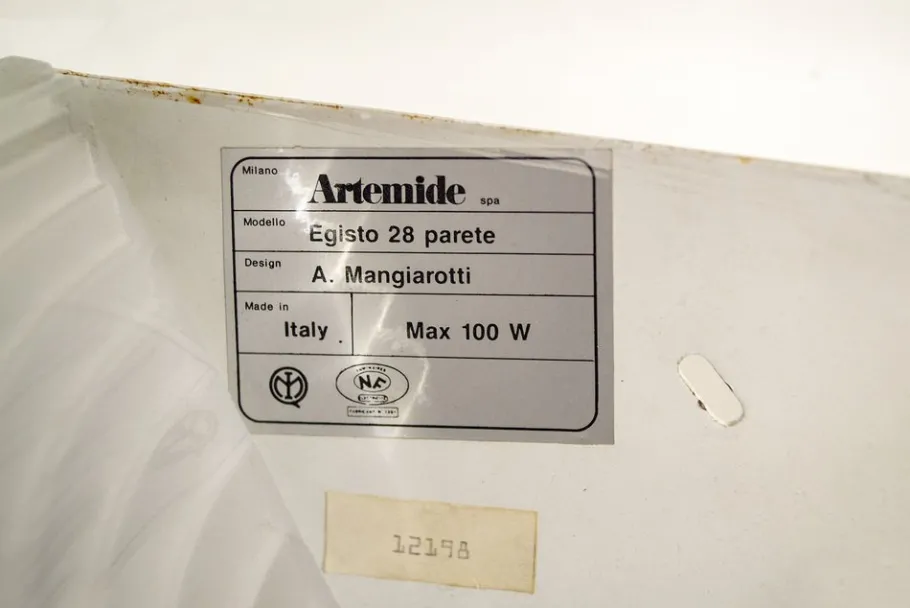 Milano
Artemide spa
Modello
Egisto 28 parete
Design
A. Mangiarotti
Made in
Italy.
Max 100 W
NF
12198